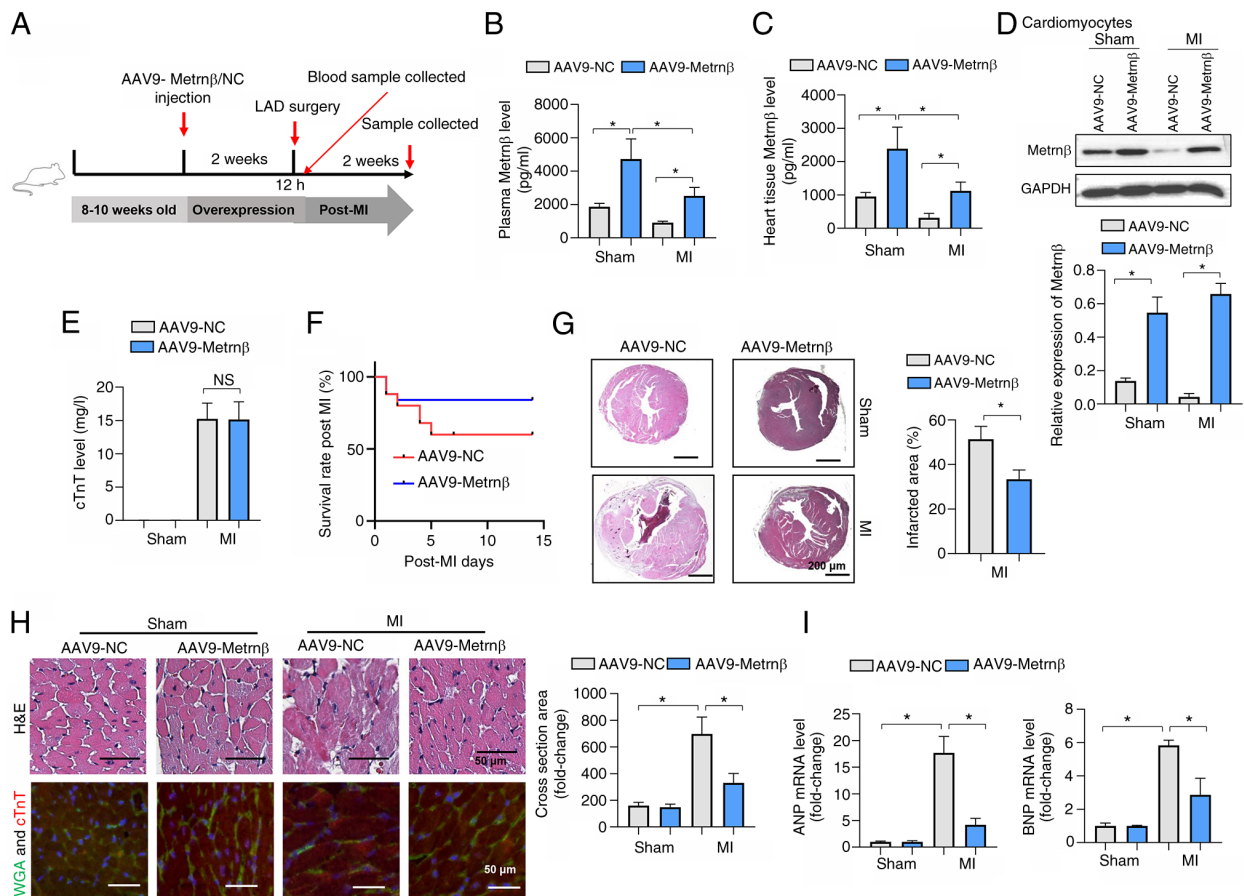 A
AAV9- Metrnβ/NC
injection
LAD surgery
Blood sample collected
Sample collected
2 weeks
2 weeks
12 h
8-10 weeks old
Overexpression
Post-MI
B
AAV9-NC
AAV9-Metrnβ
Plasma Metrnβ level
(pg/ml)
8000
6000
4000
2000
0
*
*
*
Sham
MI
C
AAV9-NC
AAV9-Metrnβ
Heart tissue Metrnβ level
(pg/ml)
4000
3000
2000
1000
0
*
*
*
Sham
MI
D
Cardiomyocytes
Sham
MI
AAV9-NC
AAV9-Metrnβ
AAV9-NC
AAV9-Metrnβ
Metrnβ
GAPDH
AAV9-NC
AAV9-Metrnβ
Relative expression of Metrnβ
0.8
0.6
0.4
0.2
0.0
*
*
Sham
MI
E
AAV9-NC
AAV9-Metrnβ
cTnT level (mg/l)
20
15
10
5
0
NS
Sham
MI
F
Survival rate post MI (%)
100
50
0
AAV9-NC
AAV9-Metrnβ
0
5
10
15
Post-MI days
G
AAV9-NC
AAV9-Metrnβ
Sham
MI
200 μm
AAV9-NC
AAV9-Metrnβ
Infarcted area (%)
60
40
20
0
*
MI
H
Sham
MI
AAV9-NC
AAV9-Metrnβ
AAV9-NC
AAV9-Metrnβ
H&E
50 μm
WGA and cTnT
50 μm
AAV9-NC
AAV9-Metrnβ
Cross section area
(fold-change)
1000
800
600
400
200
0
*
*
Sham
MI
I
AAV9-NC
AAV9-Metrnβ
ANP mRNA level
(fold-change)
25
20
15
10
5
0
*
*
Sham
MI
BNP mRNA level
(fold-change)
8
6
4
2
0
*
*
Sham
MI